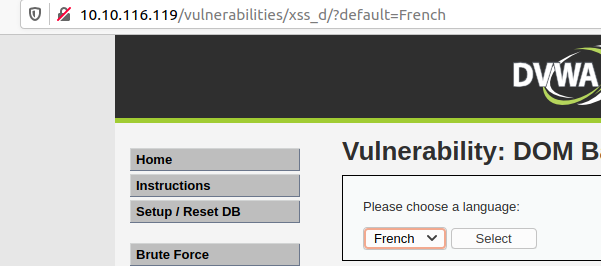 10.10.116.119/vulnerabilities/xss_d/?default=French
DVWA
Home
Instructions
Setup / Reset DB
Brute Force
Vulnerability: DOM B
Please choose a language:
French
Select